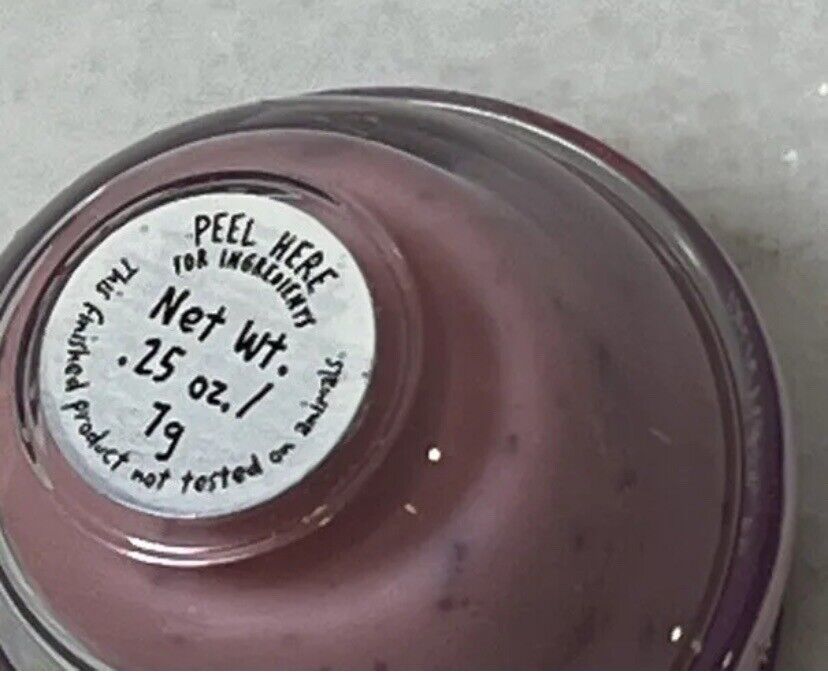 PEEL HERE
FOR INGREDIENTS
Net Wt.
.25 oz./
7g
This finished product not tested on animals.